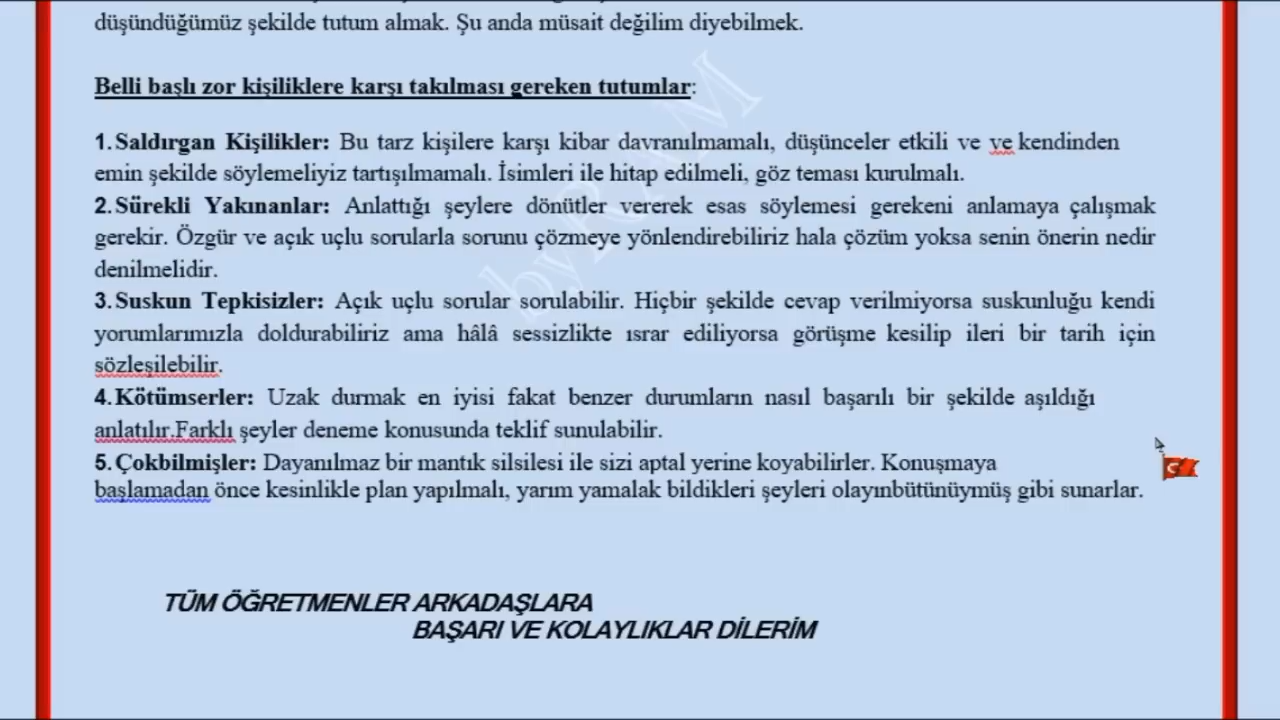 düşündüğümüz şekilde tutum almak. Şu anda müsait değilim diyebilmek.
Belli başlı zor kişiliklere karşı takılması gereken tutumlar:
1.Saldırgan Kişilikler: Bu tarz kişilere karşı kibar davranılmamalı, düşünceler etkili ve ve kendinden
emin şekilde söylemeliyiz tartışılmamalı. İsimleri ile hitap edilmeli, göz teması kurulmalı.
2.Sürekli Yakınanlar: Anlattığı şeylere dönütler vererek esas söylemesi gerekeni anlamaya çalışmak
gerekir. Özgür ve açık uçlu sorularla sorunu çözmeye yönlendirebiliriz hala çözüm yoksa senin önerin nedir
denilmelidir.
3.Suskun Tepkisizler: Açık uçlu sorular sorulabilir. Hiçbir şekilde cevap verilmiyorsa suskunluğu kendi
yorumlarımızla doldurabiliriz ama hâlâ sessizlikte ısrar ediliyorsa görüşme kesilip ileri bir tarih için
sözleşilebilir.
4.Kötümserler: Uzak durmak en iyisi fakat benzer durumların nasıl başarılı bir şekilde aşıldığı
anlatılır.Farklı şeyler deneme konusunda teklif sunulabilir.
5.Çokbilmişler: Dayanılmaz bir mantık silsilesi ile sizi aptal yerine koyabilirler. Konuşmaya
başlamadan önce kesinlikle plan yapılmalı, yarım yamalak bildikleri şeyleri olayınbütünüymüş gibi sunarlar.
byRAM
TÜM ÖĞRETMENLER ARKADAŞLARA
BAŞARI VE KOLAYLIKLAR DİLERİM